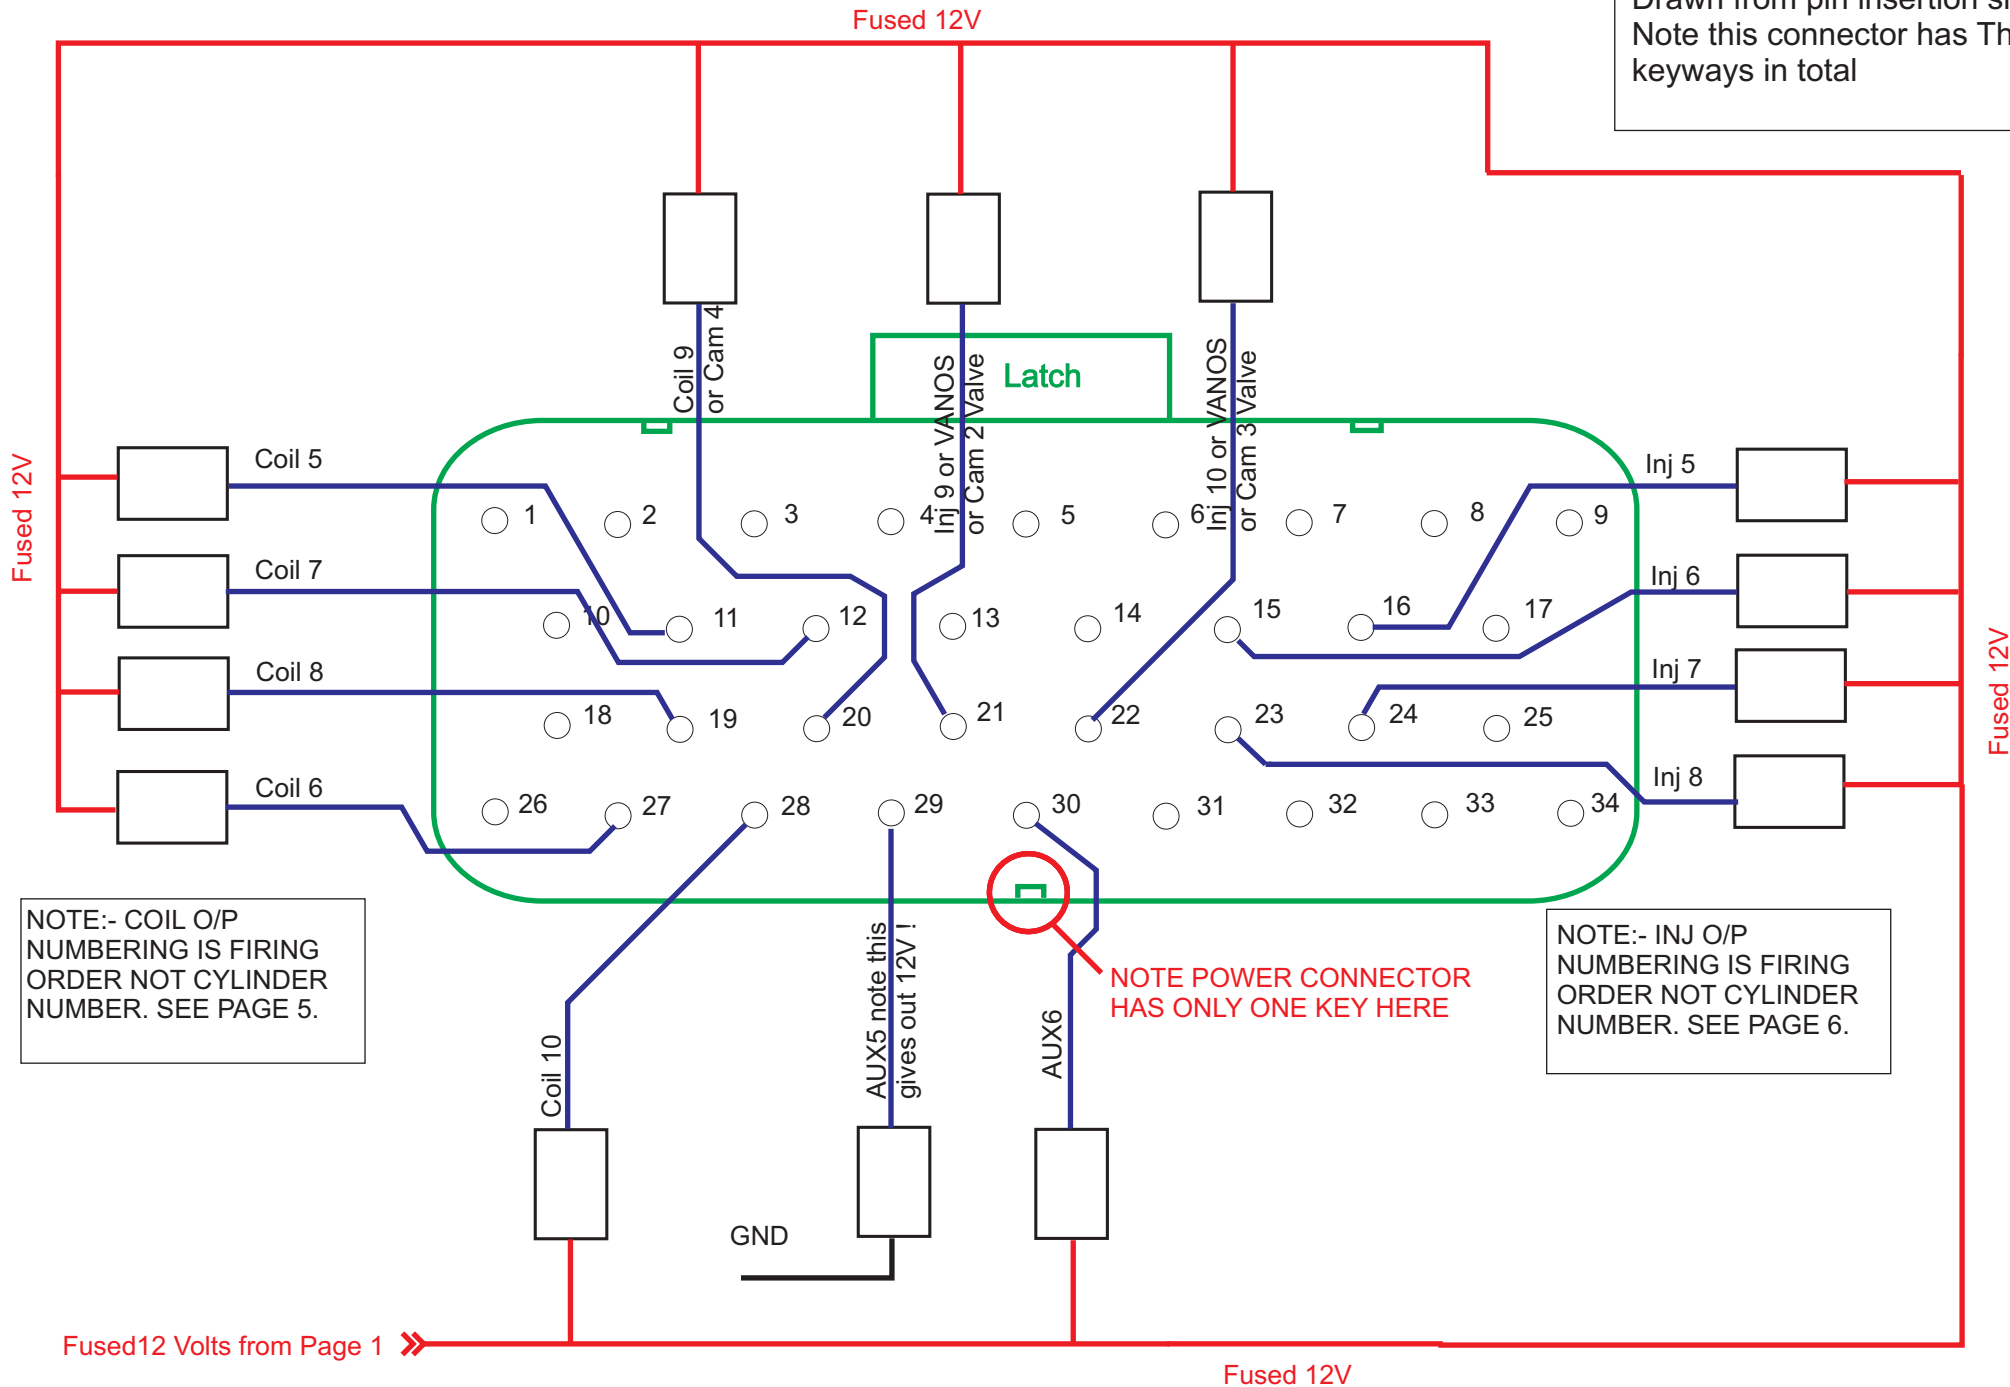 Fused 12V
Drawn from pin insertion
Note this connector has
keyways in total
Latch
Coil 9
or Cam 4
Inj 9 or VANOS
or Cam 2 Valve
Inj 10 or VANOS
or Cam 3 Valve
Fused 12V
Coil 5
Coil 7
Coil 8
Coil 6
Inj 5
Inj 6
Inj 7
Inj 8
Fused 12V
1 2 3 4 5 6 7 8 9
10 11 12 13 14 15 16 17
18 19 20 21 22 23 24 25
26 27 28 29 30 31 32 33 34
NOTE:- COIL O/P
NUMBERING IS FIRING
ORDER NOT CYLINDER
NUMBER. SEE PAGE 5.
NOTE POWER CONNECTOR
HAS ONLY ONE KEY HERE
NOTE:- INJ O/P
NUMBERING IS FIRING
ORDER NOT CYLINDER
NUMBER. SEE PAGE 6.
Coil 10
AUX5 note this
gives out 12V !
AUX6
GND
Fused12 Volts from Page 1
Fused 12V